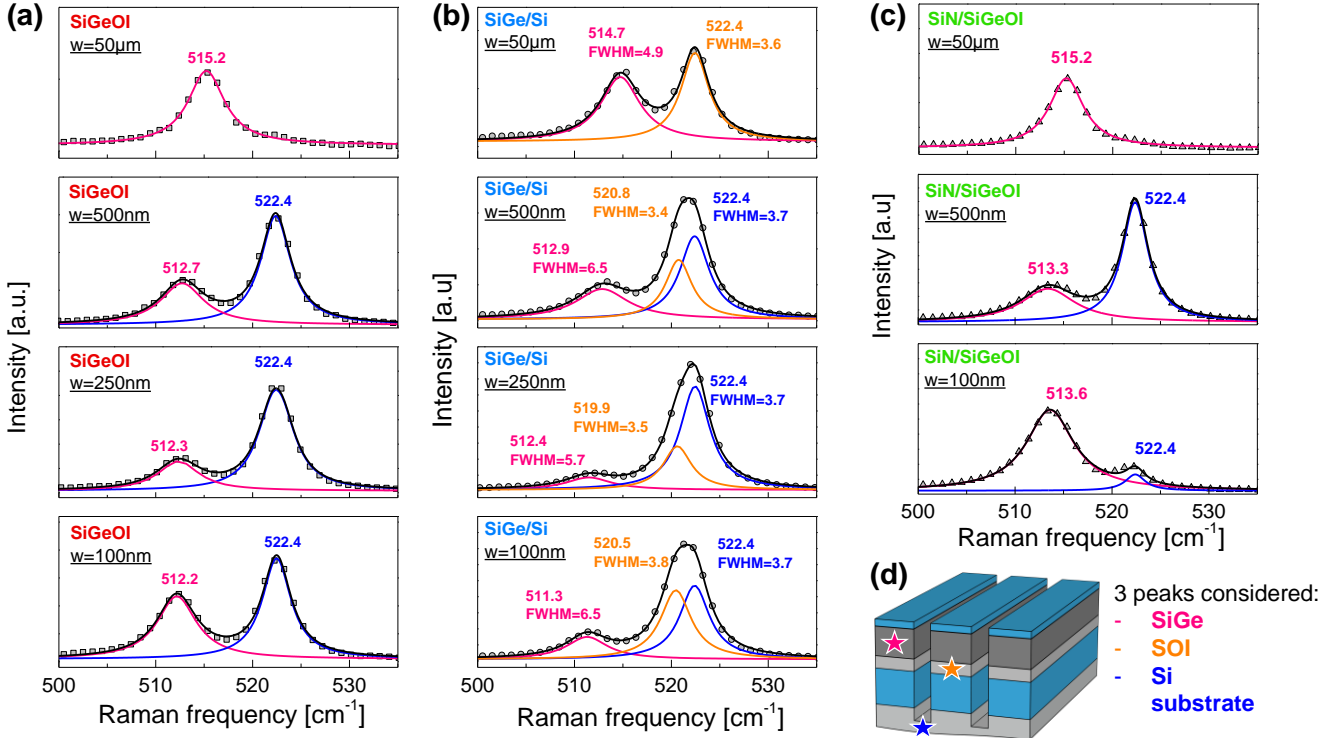 (a)
SiGeOI
w=50µm
515.2
SiGeOI
w=500nm
512.7
522.4
SiGeOI
w=250nm
512.3
522.4
SiGeOI
w=100nm
512.2
522.4
500 510 520 530
Raman frequency [cm⁻¹]
Intensity [a.u.]
(b)
SiGe/Si
w=50µm
514.7
FWHM=4.9
522.4
FWHM=3.6
500 510 520 530
SiGe/Si
w=500nm
512.9
FWHM=6.5
520.8
FWHM=3.4
522.4
FWHM=3.7
SiGe/Si
w=250nm
512.4
FWHM=5.7
519.9
FWHM=3.5
522.4
FWHM=3.7
SiGe/Si
w=100nm
511.3
FWHM=6.5
520.5
FWHM=3.8
522.4
FWHM=3.7
500 510 520 530
Raman frequency [cm⁻¹]
Intensity [a.u]
(c)
SiN/SiGeOI
w=50µm
515.2
510 520 530
SiN/SiGeOI
w=500nm
513.3
522.4
SiN/SiGeOI
w=100nm
513.6
522.4
500 510 520 530
Raman frequency [cm⁻¹]
Intensity [a.u]
(d)
3 peaks considered:
- SiGe
- SOI
- Si
substrate